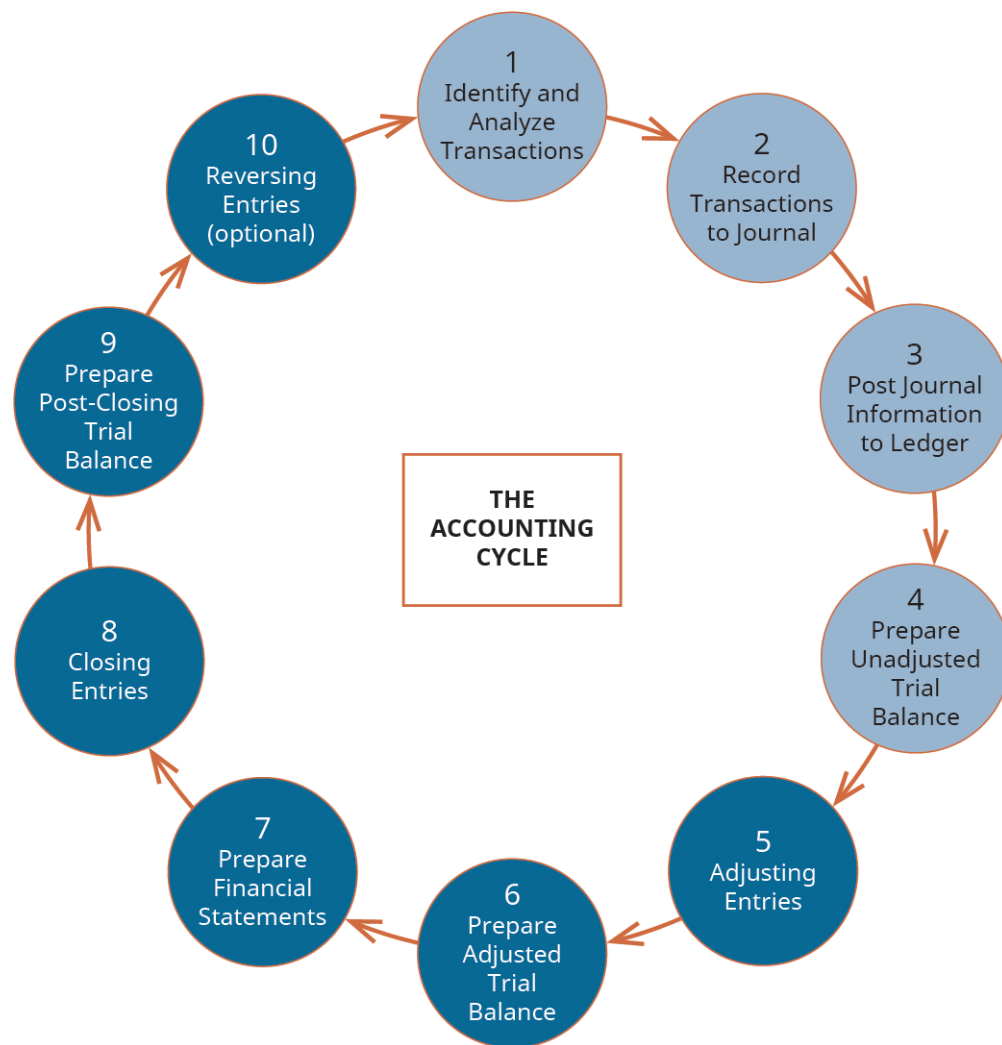 1
Identify and
Analyze
Transactions
2
Record
Transactions
to Journal
3
Post Journal
Information
to Ledger
4
Prepare
Unadjusted
Trial
Balance
5
Adjusting
Entries
6
Prepare
Adjusted
Trial
Balance
7
Prepare
Financial
Statements
8
Closing
Entries
9
Prepare
Post-Closing
Trial
Balance
10
Reversing
Entries
(optional)
THE
ACCOUNTING
CYCLE